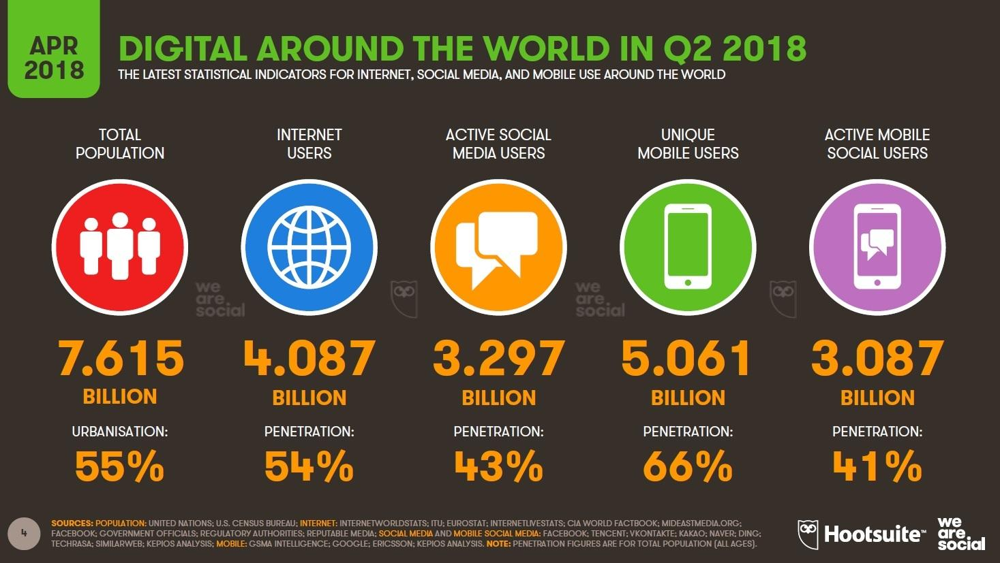 APR
2018
DIGITAL AROUND THE WORLD IN Q2 2018
THE LATEST STATISTICAL INDICATORS FOR INTERNET, SOCIAL MEDIA, AND MOBILE USE AROUND THE WORLD
TOTAL
POPULATION
INTERNET
USERS
ACTIVE SOCIAL
MEDIA USERS
UNIQUE
MOBILE USERS
ACTIVE MOBILE
SOCIAL USERS
we
are
social
we
are
social
7.615
BILLION
4.087
BILLION
3.297
BILLION
5.061
BILLION
3.087
BILLION
URBANISATION:
55%
PENETRATION:
54%
PENETRATION:
43%
PENETRATION:
66%
PENETRATION:
41%
4
SOURCES: POPULATION: UNITED NATIONS; U.S. CENSUS BUREAU; INTERNET: INTERNETWORLDSTATS; ITU; EUROSTAT; INTERNETLIVESTATS; CIA WORLD FACTBOOK; MIDEASTMEDIA.ORG;
FACEBOOK; GOVERNMENT OFFICIALS; REGULATORY AUTHORITIES; REPUTABLE MEDIA; SOCIAL MEDIA AND MOBILE SOCIAL MEDIA: FACEBOOK; TENCENT; VKONTAKTE; KAKAO; NAVER; DING;
TECHRASA; SIMILARWEB; KEPIOS ANALYSIS; MOBILE: GSMA INTELLIGENCE; GOOGLE; ERICSSON; KEPIOS ANALYSIS. NOTE: PENETRATION FIGURES ARE FOR TOTAL POPULATION (ALL AGES).
Hootsuite™
we
are.
social